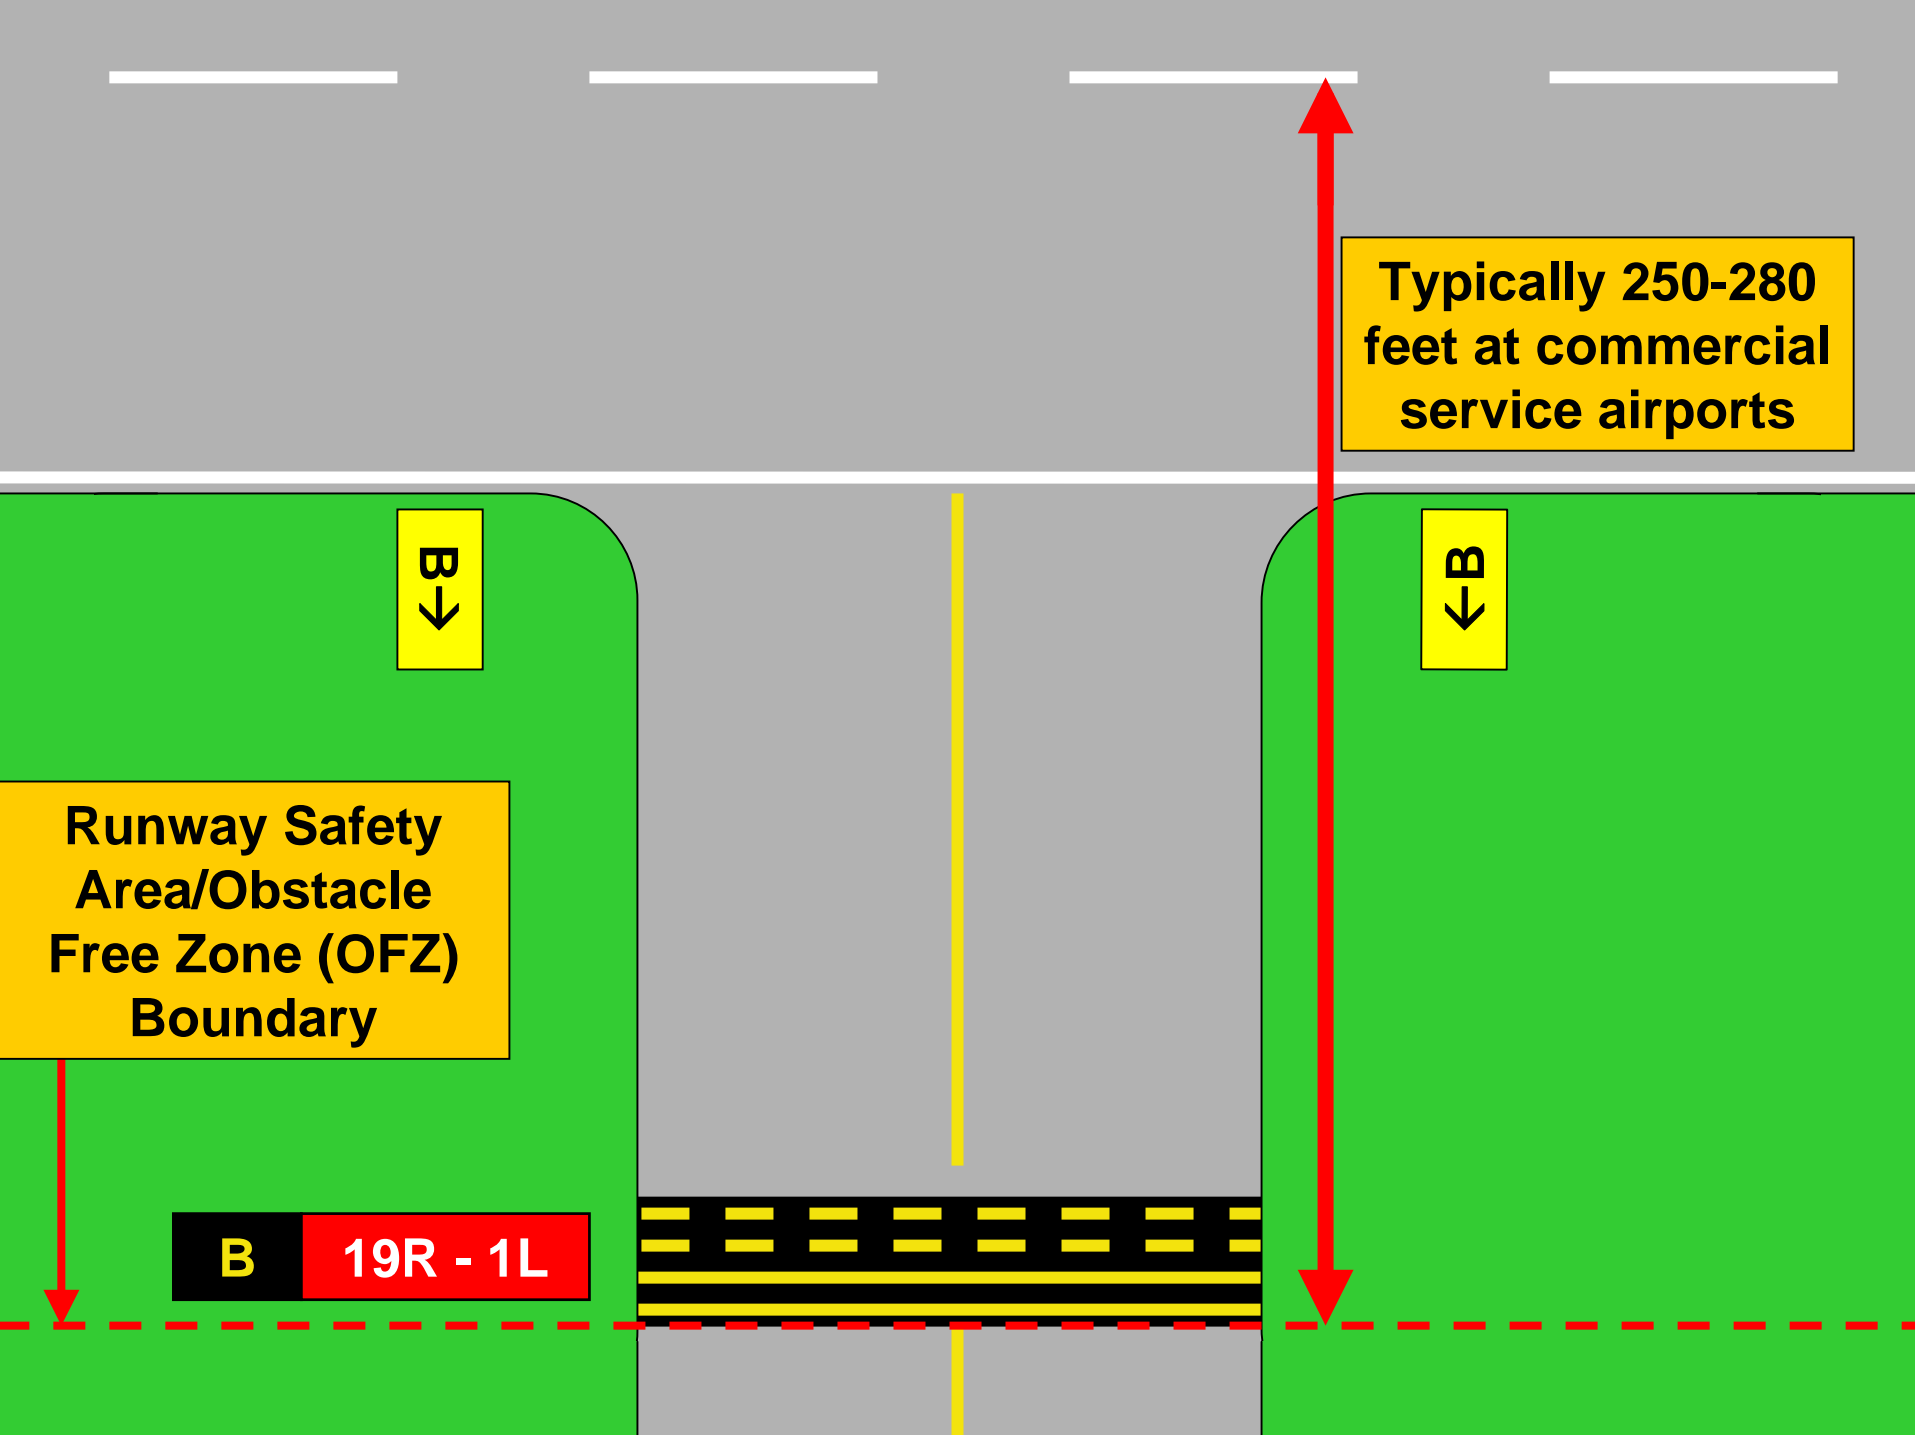 Typically 250-280
feet at commercial
service airports
B→
←B
Runway Safety
Area/Obstacle
Free Zone (OFZ)
Boundary
B 19R - 1L